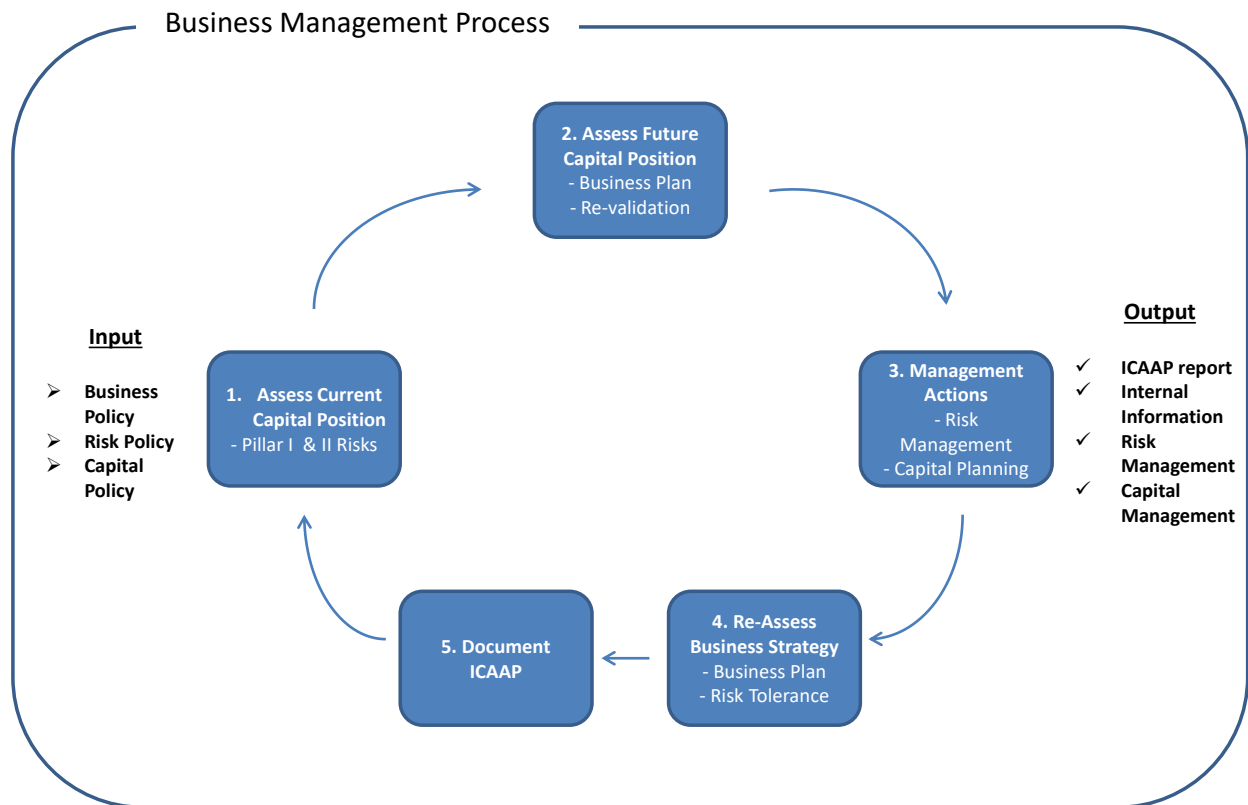 Business Management Process
2. Assess Future
Capital Position
- Business Plan
- Re-validation
Input
➢ Business
Policy
➢ Risk Policy
➢ Capital
Policy
1. Assess Current
Capital Position
- Pillar I & II Risks
3. Management
Actions
- Risk
Management
- Capital Planning
Output
✓ ICAAP report
✓ Internal
Information
✓ Risk
Management
✓ Capital
Management
4. Re-Assess
Business Strategy
- Business Plan
- Risk Tolerance
5. Document
ICAAP